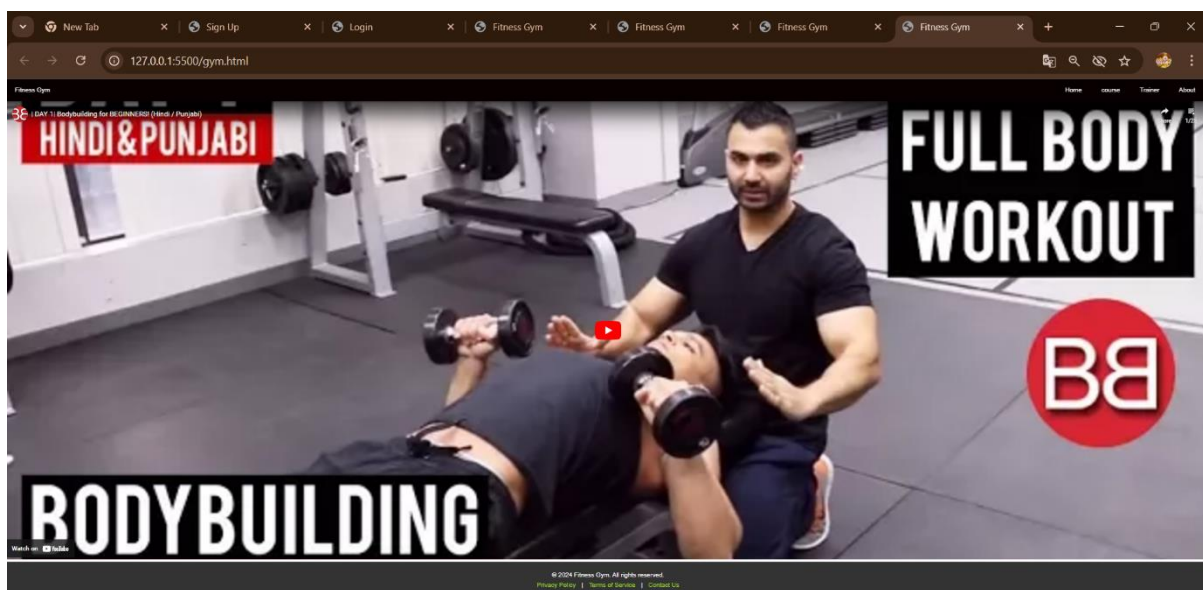 New Tab
Sign Up
Login
Fitness Gym
Fitness Gym
Fitness Gym
Fitness Gym
127.0.0.1:5500/gym.html
Fitness Gym
Home course Trainer About
| DAY 1| Bodybuilding for BEGINNERS! (Hindi / Punjabi)
HINDI&PUNJABI
FULL BODY
WORKOUT
BB
BODYBUILDING
Watch on YouTube
© 2024 Fitness Gym. All rights reserved.
Privacy Policy | Terms of Service | Contact Us